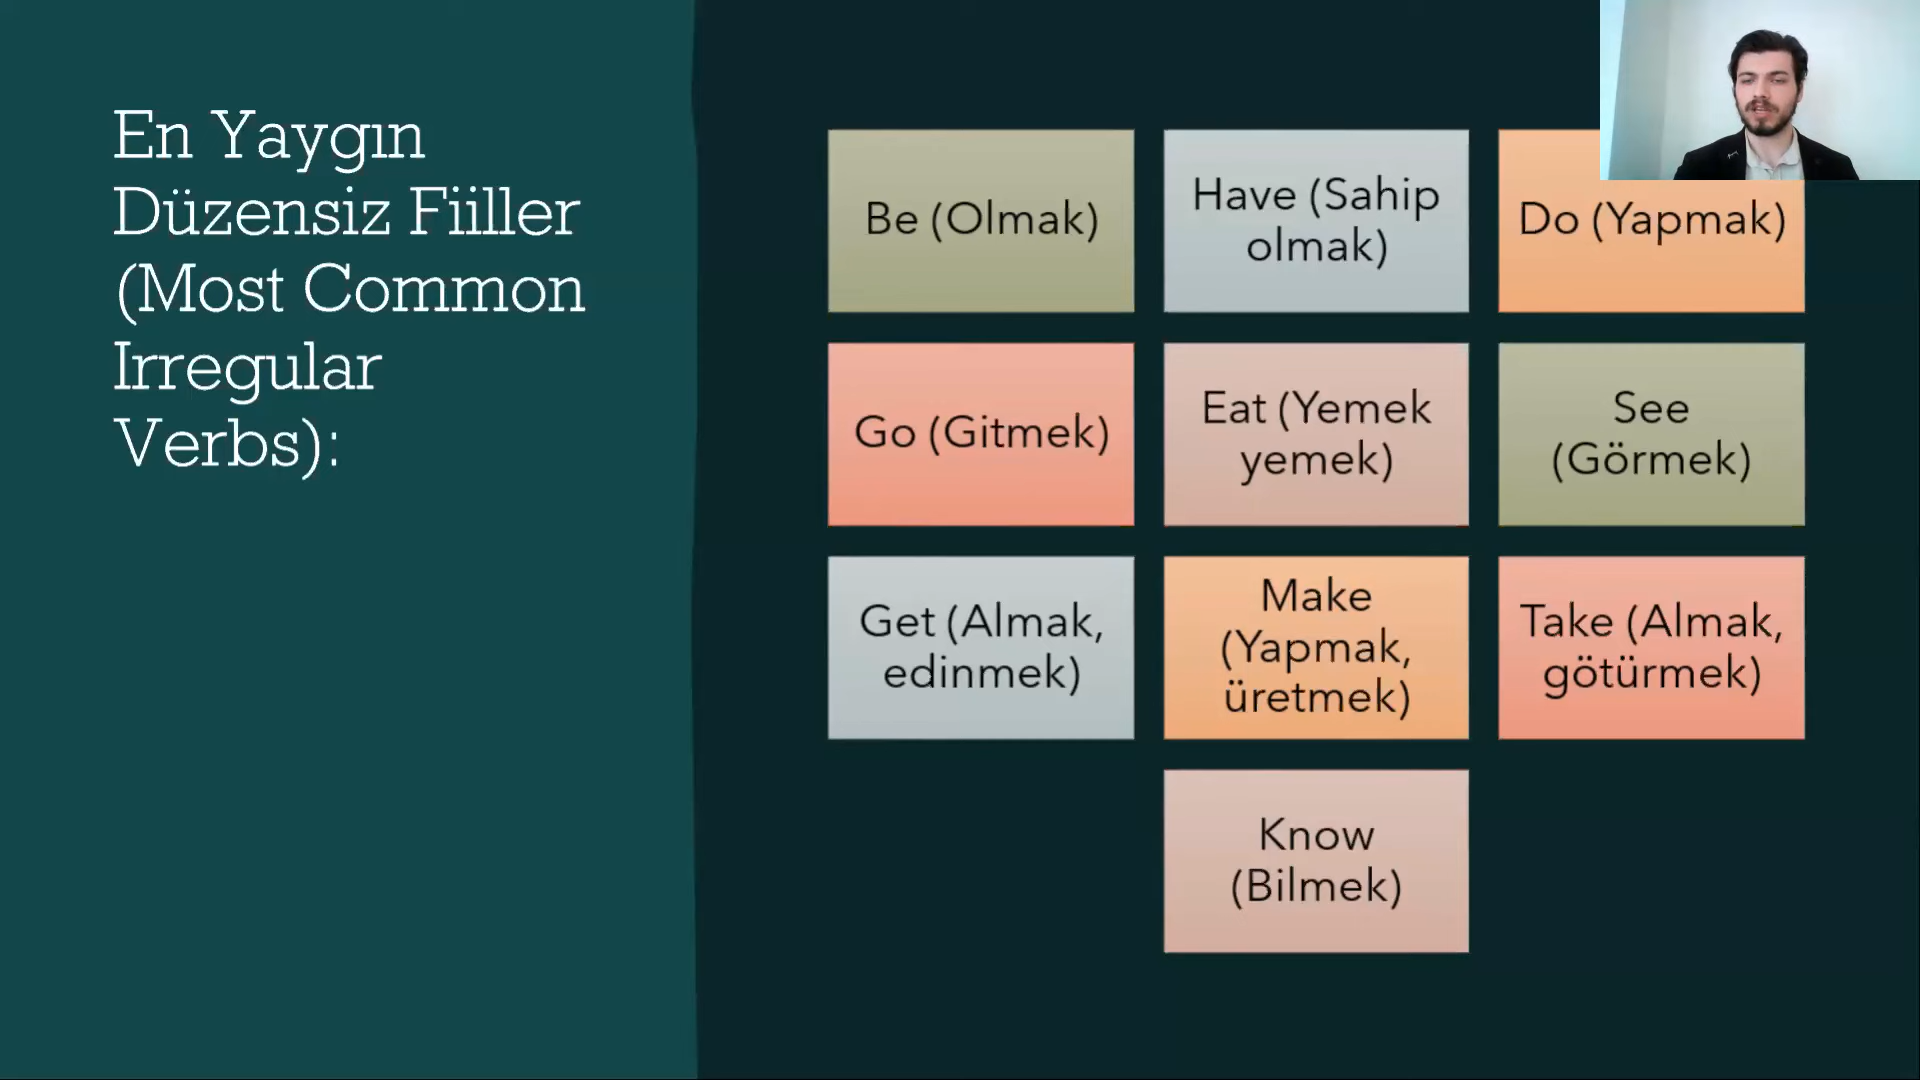 En Yaygın
Düzensiz Fiiller
(Most Common
Irregular
Verbs):
Be (Olmak)
Have (Sahip
olmak)
Do (Yapmak)
Go (Gitmek)
Eat (Yemek
yemek)
See
(Görmek)
Get (Almak,
edinmek)
Make
(Yapmak,
üretmek)
Take (Almak,
götürmek)
Know
(Bilmek)